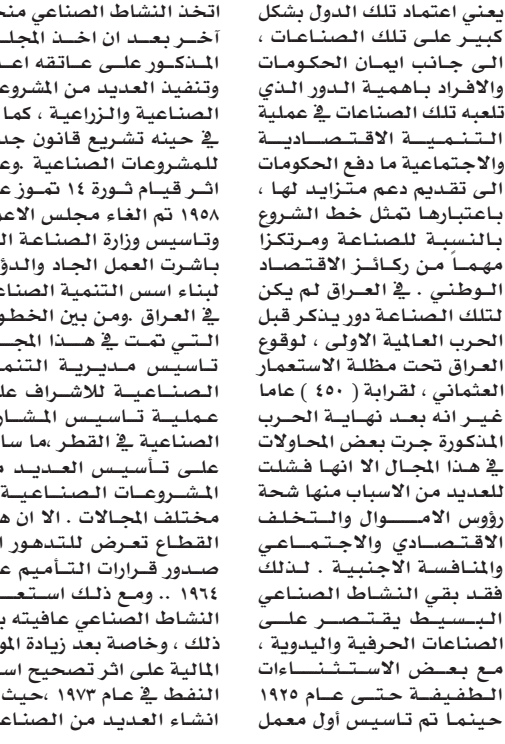 يعني اعتماد تلك الدول بشكل
كبير على تلك الصناعات ،
الى جانب ايمان الحكومات
والافراد باهمية الدور الذي
تلعبه تلك الصناعات في عملية
التنمية الاقتصادية
والاجتماعية ما دفع الحكومات
الى تقديم دعم متزايد لها ،
باعتبارها تمثل خط الشروع
بالنسبة للصناعة ومرتكزا
مهماً من ركائز الاقتصاد
الوطني . في العراق لم يكن
لتلك الصناعة دور يذكر قبل
الحرب العالمية الاولى ، لوقوع
العراق تحت مظلة الاستعمار
العثماني ، لقرابة ( ٤٥٠ ) عاما
غير انه بعد نهاية الحرب
المذكورة جرت بعض المحاولات
في هذا المجال الا انها فشلت
للعديد من الاسباب منها شحة
رؤوس الاموال والتخلف
الاقتصادي والاجتماعي
والمنافسة الاجنبية . لذلك
فقد بقي النشاط الصناعي
البسيط يقتصر على
الصناعات الحرفية واليدوية ،
مع بعض الاستثناءات
الطفيفة حتى عام ١٩٢٥
حينما تم تاسيس أول معمل
اتخذ النشاط الصناعي
آخر بعد ان اخذ
المذكور على عاتقه
وتنفيذ العديد من
الصناعية والزراعية ، كما
في حينه تشريع قانون
للمشروعات الصناعية .
اثر قيام ثورة ١٤ تموز
١٩٥٨ تم الغاء مجلس
وتاسيس وزارة الصناعة
باشرت العمل الجاد
لبناء اسس التنمية
في العراق .ومن بين
التي تمت في هذا
تاسيس مديرية
الصناعية للاشراف
عملية تاسيس
الصناعية في القطر ،ما
على تأسيس العديد
المشروعات الصناعية
مختلف المجالات . الا ان
القطاع تعرض للتدهور
صدور قرارات التأميم
١٩٦٤ .. ومع ذلك
النشاط الصناعي عافيته
ذلك ، وخاصة بعد زيادة
المالية على اثر تصحيح
النفط في عام ١٩٧٣ ،حيث
انشاء العديد من